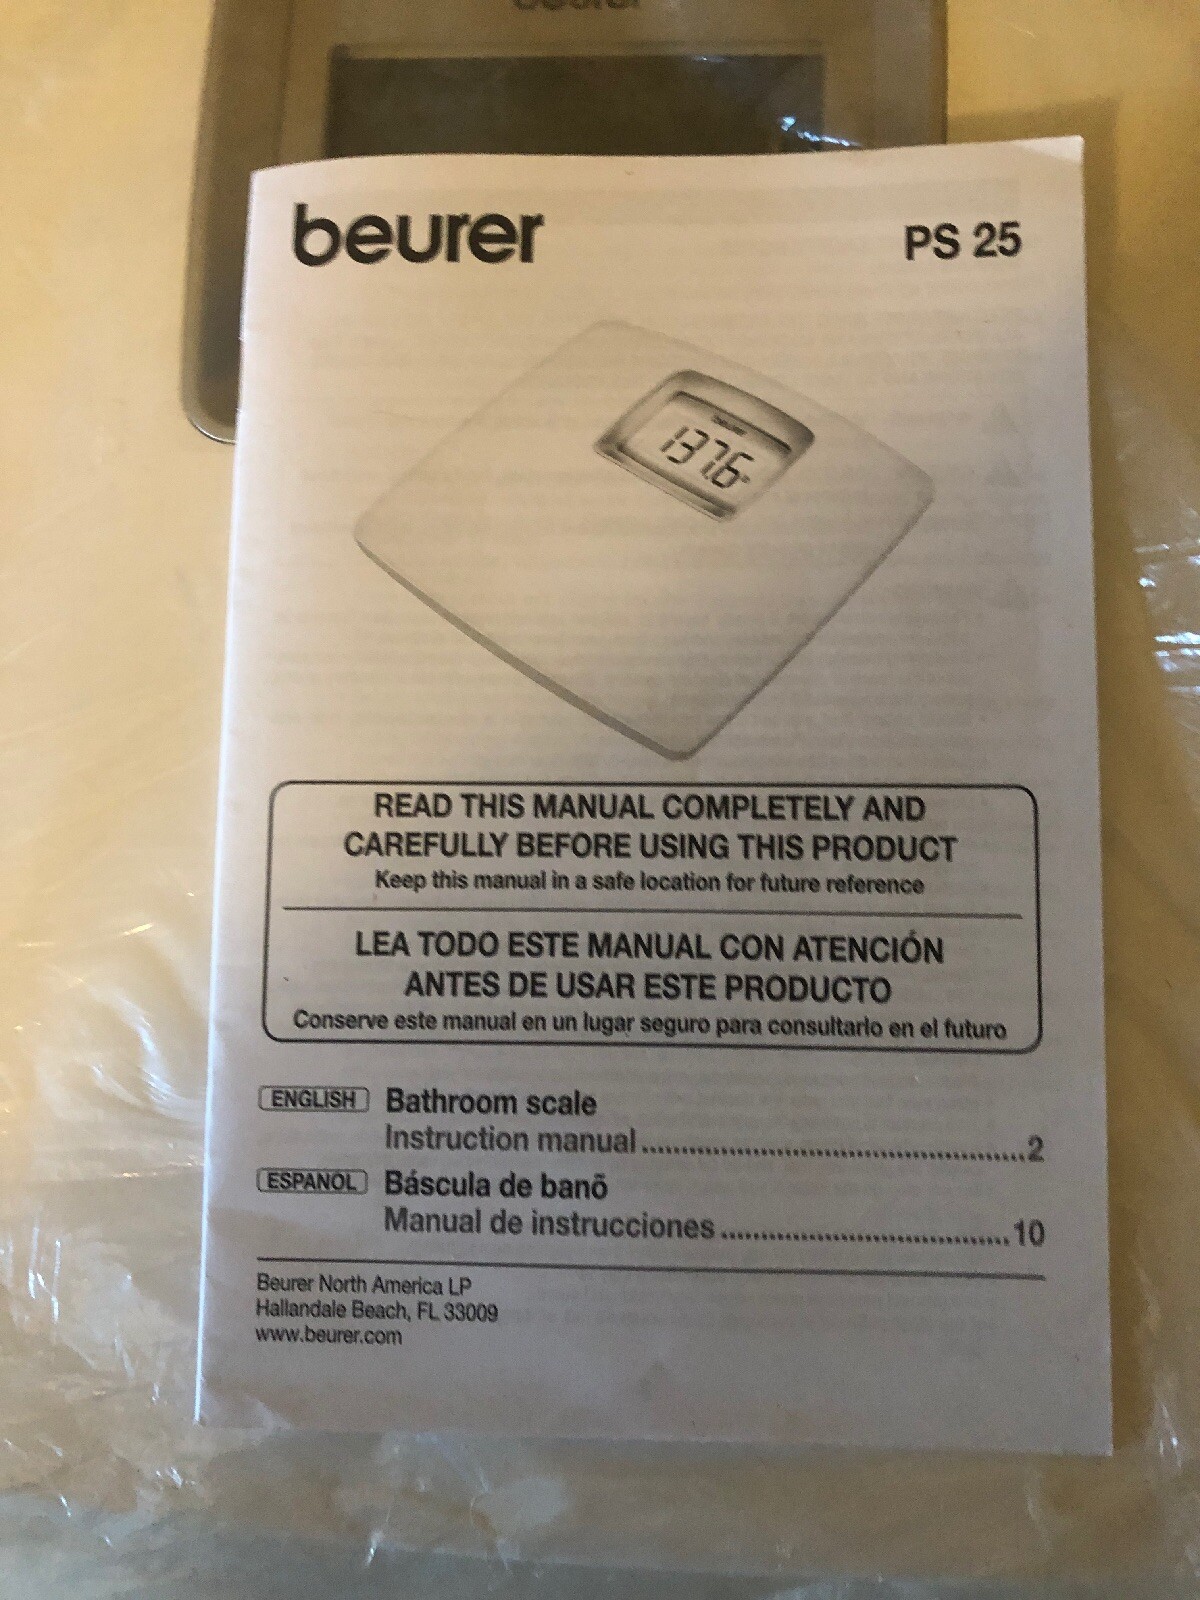 beurer
beurer
PS 25
beurer
137.6
READ THIS MANUAL COMPLETELY AND
CAREFULLY BEFORE USING THIS PRODUCT
Keep this manual in a safe location for future reference
LEA TODO ESTE MANUAL CON ATENCIÓN
ANTES DE USAR ESTE PRODUCTO
Conserve este manual en un lugar seguro para consultarlo en el futuro
ENGLISH Bathroom scale
Instruction manual ........................................ 2
ESPAÑOL Báscula de banõ
Manual de instrucciones .............................. 10
Beurer North America LP
Hallandale Beach, FL 33009
www.beurer.com